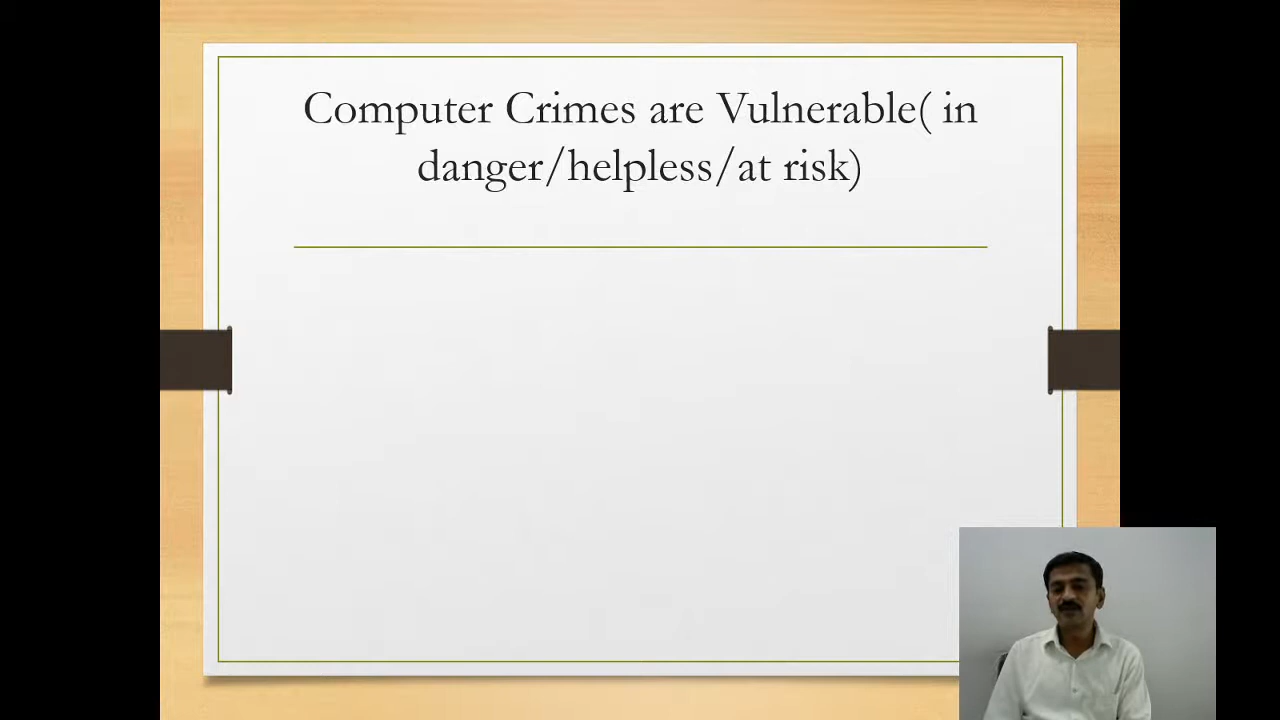 Computer Crimes are Vulnerable( in
danger/helpless/at risk)